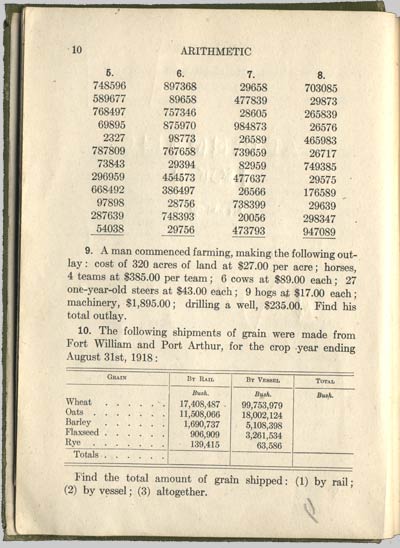 10 ARITHMETIC
5. 6. 7. 8.
748596 897368 29658 703085
589677 89658 477839 29873
768497 757346 28605 265839
69895 875970 984873 26576
2327 98773 26589 465983
787809 767658 739659 26717
73843 29394 82959 749385
296959 454573 477637 29575
668492 386497 26566 176589
97898 28756 738399 29639
287639 748393 20056 298347
54038 29756 473793 947089
9. A man commenced farming, making the following out-
lay: cost of 320 acres of land at $27.00 per acre; horses,
4 teams at $385.00 per team; 6 cows at $89.00 each; 27
one-year-old steers at $43.00 each; 9 hogs at $17.00 each;
machinery, $1,895.00; drilling a well, $235.00. Find his
total outlay.
10. The following shipments of grain were made from
Fort William and Port Arthur, for the crop year ending
August 31st, 1918:
GRAIN BY RAIL BY VESSEL TOTAL
Bush. Bush. Bush.
Wheat . . . . . . . 17,408,487 99,753,979
Oats . . . . . . . 11,508,066 18,002,124
Barley . . . . . . . 1,690,737 5,108,398
Flaxseed . . . . . . 906,909 3,261,534
Rye . . . . . . . . 139,415 63,586
Totals . . . . .
Find the total amount of grain shipped: (1) by rail;
(2) by vessel; (3) altogether.